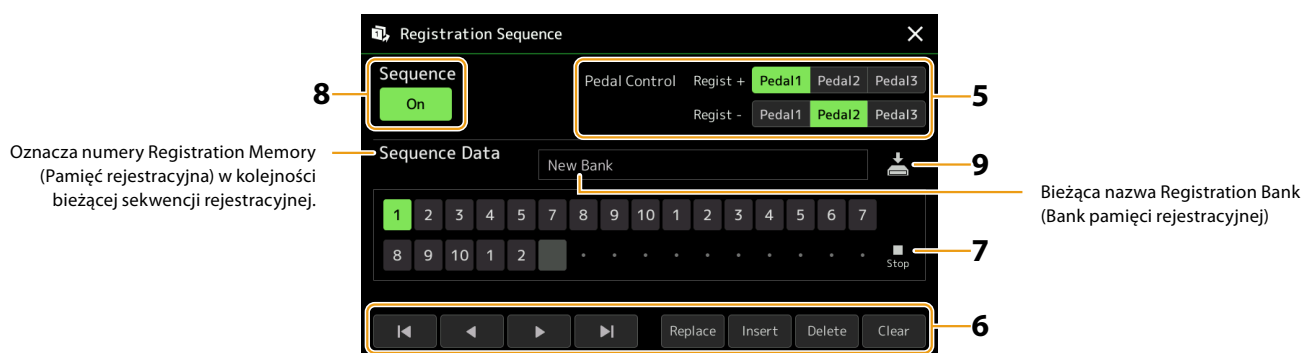 Registration Sequence
Sequence
On
8
Pedal Control Regist + Pedal1 Pedal2 Pedal3
Regist - Pedal1 Pedal2 Pedal3
5
Oznacza numery Registration Memory
(Pamięć rejestracyjna) w kolejności
bieżącej sekwencji rejestracyjnej.
Sequence Data
New Bank
9
Bieżąca nazwa Registration Bank
(Bank pamięci rejestracyjnej)
1 2 3 4 5 7 8 9 10 1 2 3 4 5 6 7
8 9 10 1 2
Stop
7
Replace Insert Delete Clear
6